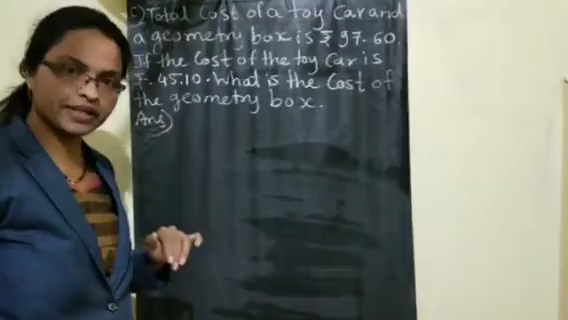 c) Total Cost of a toy Car and
a geometry box is ₹ 97.60.
If the Cost of the toy Car is
₹. 45.10. What is the Cost of
the geometry box.
Ans)